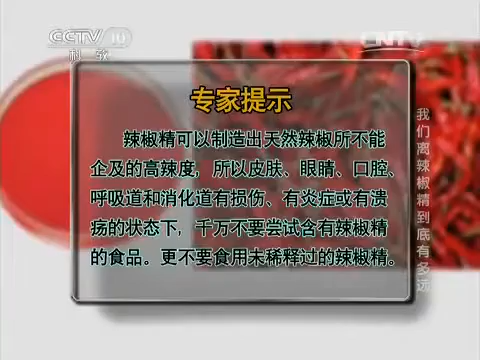 CCTV 10
科教
CNTV
专家提示
辣椒精可以制造出天然辣椒所不能
企及的高辣度，所以皮肤、眼睛、口腔、
呼吸道和消化道有损伤、有炎症或有溃
疡的状态下，千万不要尝试含有辣椒精
的食品。更不要食用未稀释过的辣椒精。
我们离辣椒精到底有多远